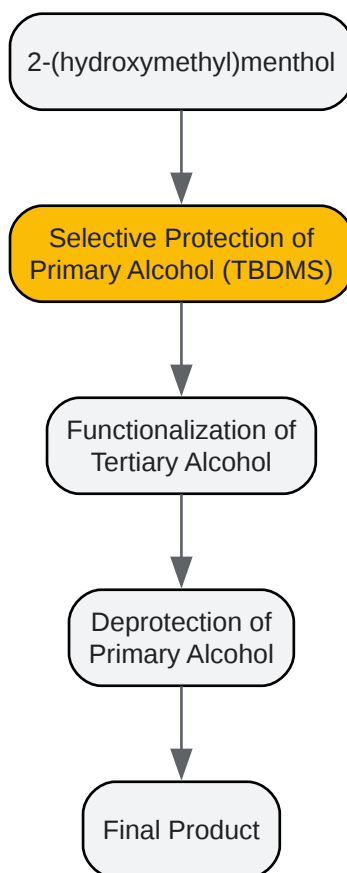 2-(hydroxymethyl)menthol
Selective Protection of
Primary Alcohol (TBDMS)
Functionalization of
Tertiary Alcohol
Deprotection of
Primary Alcohol
Final Product